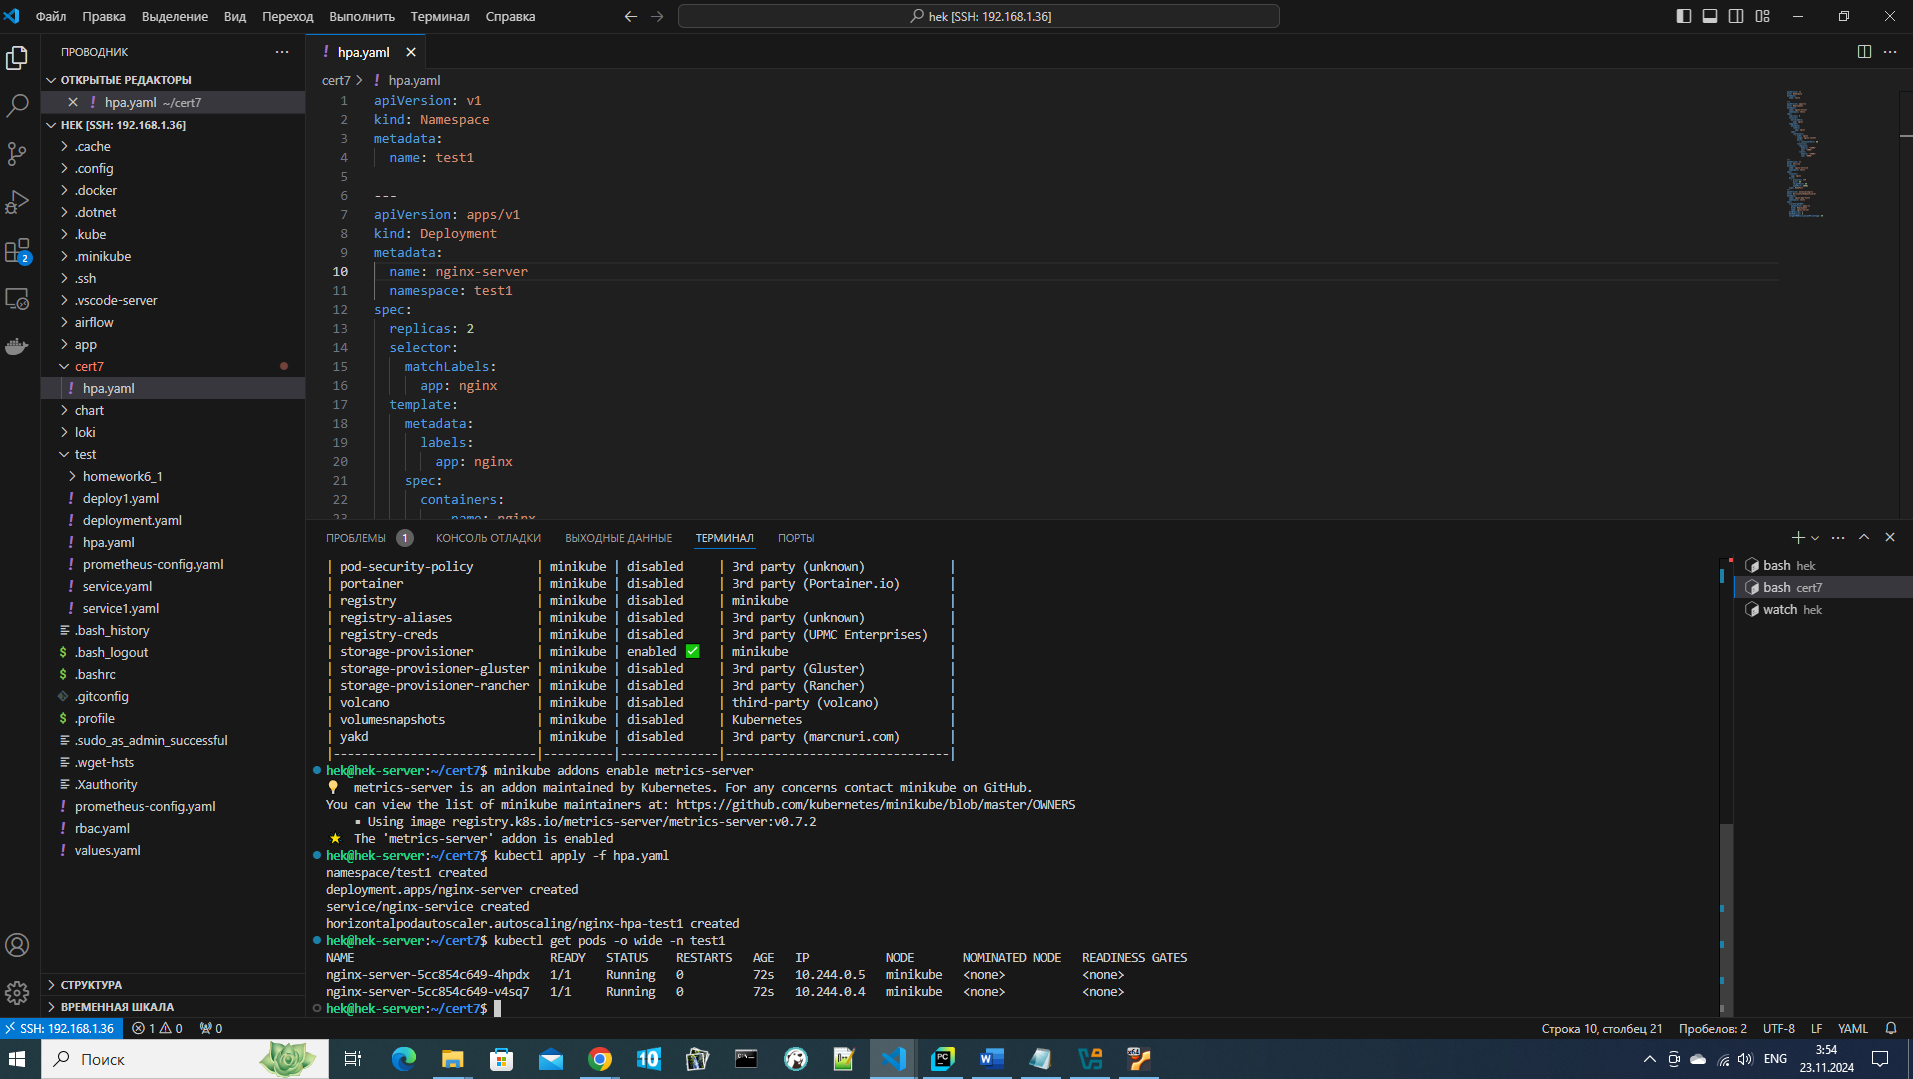 Файл Правка Выделение Вид Переход Выполнить Терминал Справка
hek [SSH: 192.168.1.36]
ПРОВОДНИК
ОТКРЫТЫЕ РЕДАКТОРЫ
hpa.yaml ~/cert7
HEK [SSH: 192.168.1.36]
.cache
.config
.docker
.dotnet
.kube
.minikube
.ssh
.vscode-server
airflow
app
cert7
hpa.yaml
chart
loki
test
homework6_1
deploy1.yaml
deployment.yaml
hpa.yaml
prometheus-config.yaml
service.yaml
service1.yaml
.bash_history
.bash_logout
.bashrc
.gitconfig
.profile
.sudo_as_admin_successful
.wget-hsts
.Xauthority
prometheus-config.yaml
rbac.yaml
values.yaml
СТРУКТУРА
ВРЕМЕННАЯ ШКАЛА
2
hpa.yaml
cert7 > hpa.yaml
1 apiVersion: v1
2 kind: Namespace
3 metadata:
4 name: test1
5
6 ---
7 apiVersion: apps/v1
8 kind: Deployment
9 metadata:
10 name: nginx-server
11 namespace: test1
12 spec:
13 replicas: 2
14 selector:
15 matchLabels:
16 app: nginx
17 template:
18 metadata:
19 labels:
20 app: nginx
21 spec:
22 containers:
23 - name: nginx
ПРОБЛЕМЫ 1 КОНСОЛЬ ОТЛАДКИ ВЫХОДНЫЕ ДАННЫЕ ТЕРМИНАЛ ПОРТЫ
| pod-security-policy | minikube | disabled | 3rd party (unknown) |
| portainer | minikube | disabled | 3rd party (Portainer.io) |
| registry | minikube | disabled | minikube |
| registry-aliases | minikube | disabled | 3rd party (unknown) |
| registry-creds | minikube | disabled | 3rd party (UPMC Enterprises) |
| storage-provisioner | minikube | enabled ✅ | minikube |
| storage-provisioner-gluster | minikube | disabled | 3rd party (Gluster) |
| storage-provisioner-rancher | minikube | disabled | 3rd party (Rancher) |
| volcano | minikube | disabled | third-party (volcano) |
| volumesnapshots | minikube | disabled | Kubernetes |
| yakd | minikube | disabled | 3rd party (marcnuri.com) |
|-----------------------------|----------|--------------|--------------------------------|
hek@hek-server:~/cert7$ minikube addons enable metrics-server
💡 metrics-server is an addon maintained by Kubernetes. For any concerns contact minikube on GitHub.
You can view the list of minikube maintainers at: https://github.com/kubernetes/minikube/blob/master/OWNERS
▪ Using image registry.k8s.io/metrics-server/metrics-server:v0.7.2
🌟 The 'metrics-server' addon is enabled
hek@hek-server:~/cert7$ kubectl apply -f hpa.yaml
namespace/test1 created
deployment.apps/nginx-server created
service/nginx-service created
horizontalpodautoscaler.autoscaling/nginx-hpa-test1 created
hek@hek-server:~/cert7$ kubectl get pods -o wide -n test1
NAME READY STATUS RESTARTS AGE IP NODE NOMINATED NODE READINESS GATES
nginx-server-5cc854c649-4hpdx 1/1 Running 0 72s 10.244.0.5 minikube <none> <none>
nginx-server-5cc854c649-v4sq7 1/1 Running 0 72s 10.244.0.4 minikube <none> <none>
hek@hek-server:~/cert7$
bash hek
bash cert7
watch hek
SSH: 192.168.1.36 1 0 0 Строка 10, столбец 21 Пробелов: 2 UTF-8 LF YAML
Поиск
10
PC
W
ENG
3:54
23.11.2024